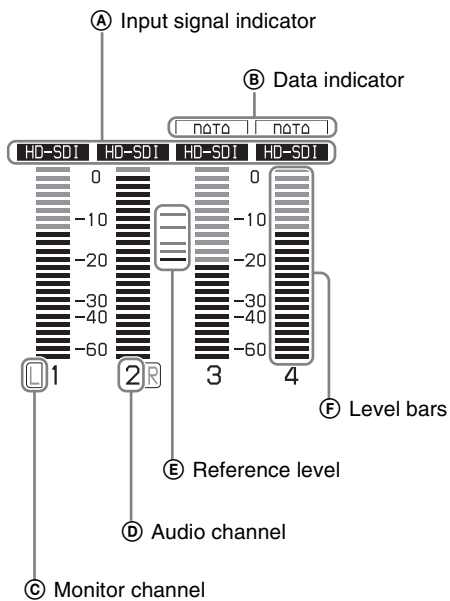 Ⓐ Input signal indicator
Ⓑ Data indicator
DATA DATA
HD-SDI HD-SDI HD-SDI HD-SDI
0 0
-10 -10
-20 -20
-30 -30
-40 -40
-60 -60
L 1 2 R 3 4
Ⓕ Level bars
Ⓔ Reference level
Ⓓ Audio channel
Ⓒ Monitor channel